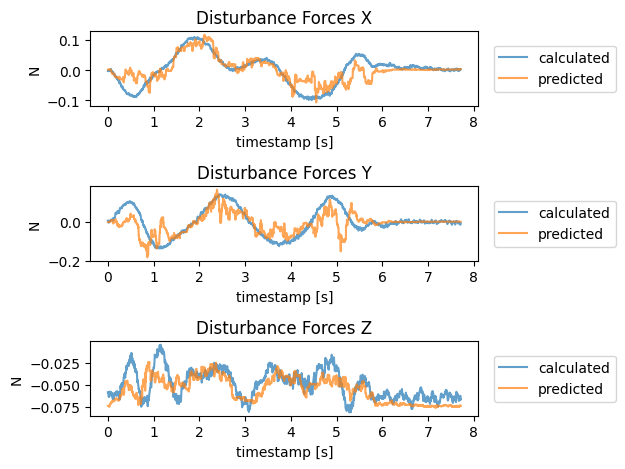 Disturbance Forces X
0.1
0.0
−0.1
N
0 1 2 3 4 5 6 7 8
timestamp [s]
calculated
predicted
Disturbance Forces Y
0.0
−0.2
N
0 1 2 3 4 5 6 7 8
timestamp [s]
calculated
predicted
Disturbance Forces Z
−0.025
−0.050
−0.075
N
0 1 2 3 4 5 6 7 8
timestamp [s]
calculated
predicted